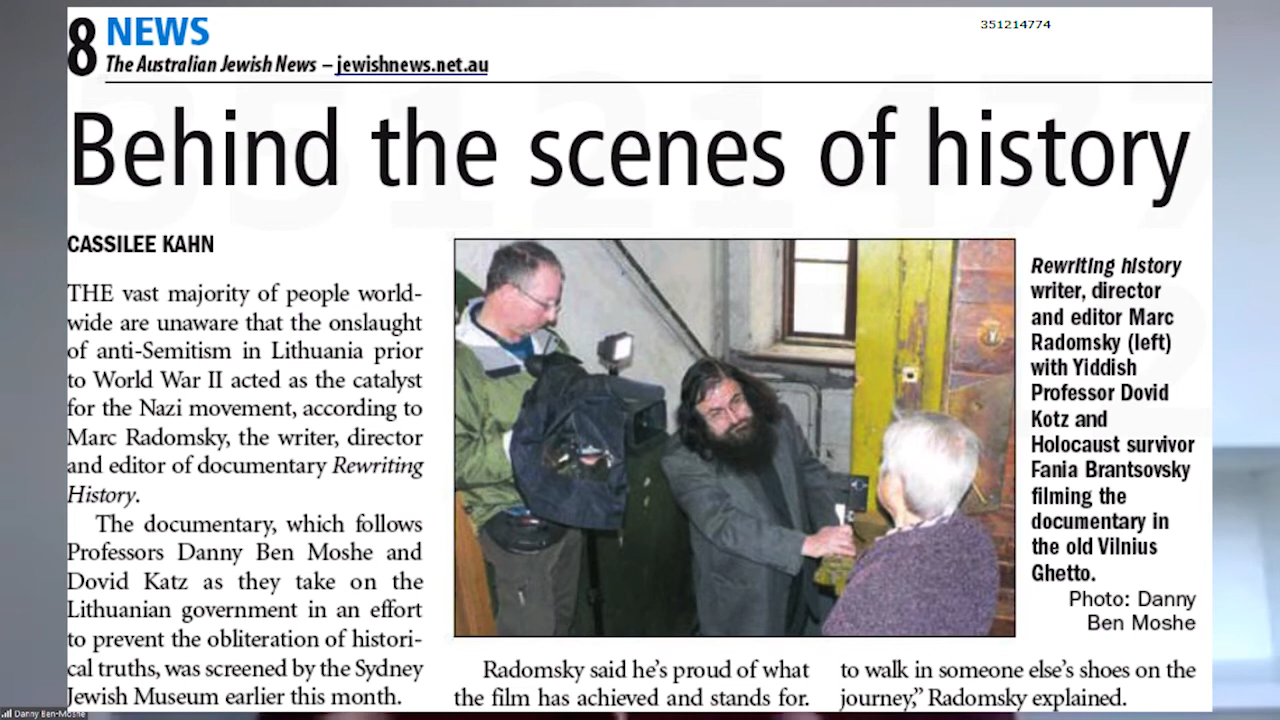 8 NEWS
351214774
The Australian Jewish News – jewishnews.net.au
Behind the scenes of history
CASSILEE KAHN
THE vast majority of people world-
wide are unaware that the onslaught
of anti-Semitism in Lithuania prior
to World War II acted as the catalyst
for the Nazi movement, according to
Marc Radomsky, the writer, director
and editor of documentary Rewriting
History.
The documentary, which follows
Professors Danny Ben Moshe and
Dovid Katz as they take on the
Lithuanian government in an effort
to prevent the obliteration of histori-
cal truths, was screened by the Sydney
Jewish Museum earlier this month.
Rewriting history
writer, director
and editor Marc
Radomsky (left)
with Yiddish
Professor Dovid
Kotz and
Holocaust survivor
Fania Brantsovsky
filming the
documentary in
the old Vilnius
Ghetto.
Photo: Danny
Ben Moshe
Radomsky said he's proud of what
the film has achieved and stands for.
to walk in someone else's shoes on the
journey,” Radomsky explained.
Danny Ben-Moshe